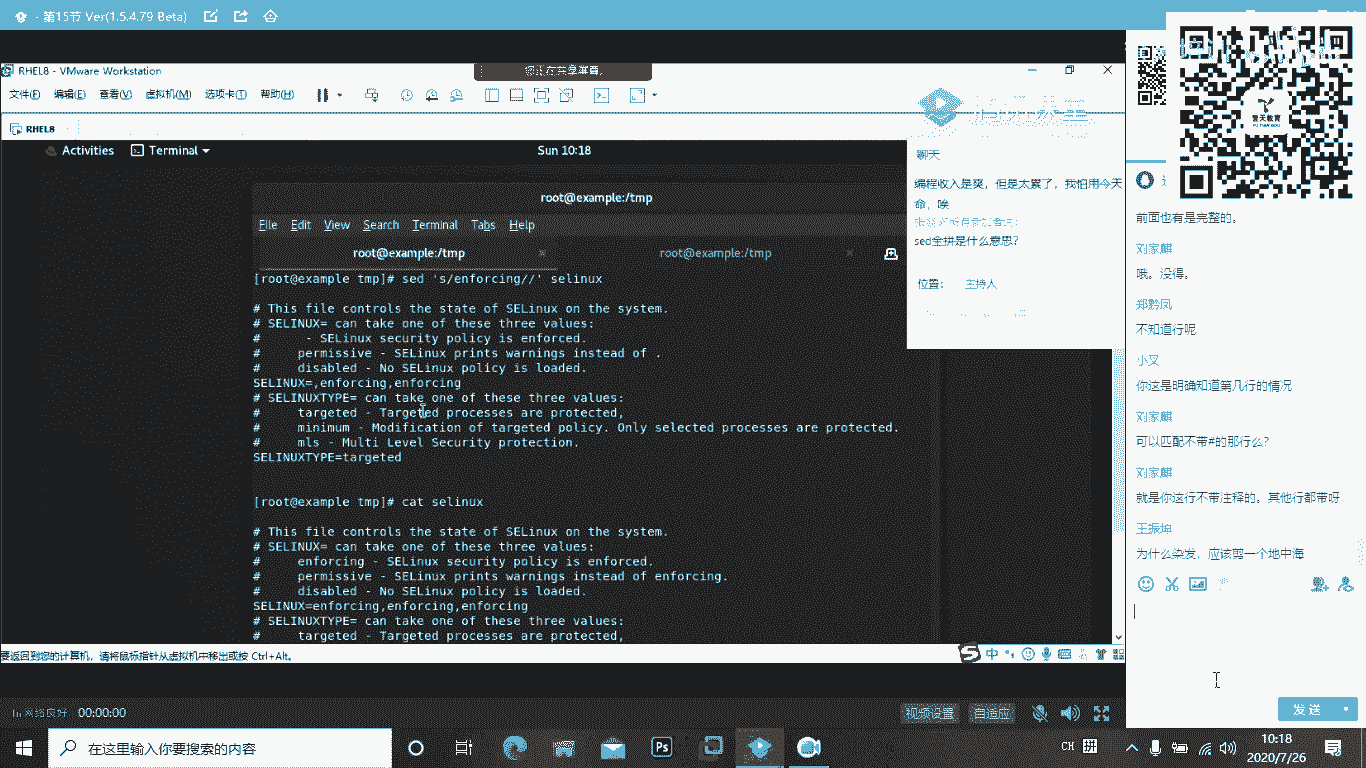 - 第15节 Ver(1.5.4.79 Beta)
RHEL8 - VMware Workstation
您正在共享屏幕。
文件(F) 编辑(E) 查看(V) 虚拟机(M) 选项卡(T) 帮助(H)
RHEL8
Activities Terminal
Sun 10:18
root@example:/tmp
File Edit View Search Terminal Tabs Help
root@example:/tmp
root@example:/tmp
[root@example tmp]# sed 's/enforcing//' selinux
# This file controls the state of SELinux on the system.
# SELINUX= can take one of these three values:
# - SELinux security policy is enforced.
# permissive - SELinux prints warnings instead of .
# disabled - No SELinux policy is loaded.
SELINUX=,enforcing,enforcing
# SELINUXTYPE= can take one of these three values:
# targeted - Targeted processes are protected,
# minimum - Modification of targeted policy. Only selected processes are protected.
# mls - Multi Level Security protection.
SELINUXTYPE=targeted
[root@example tmp]# cat selinux
# This file controls the state of SELinux on the system.
# SELINUX= can take one of these three values:
# enforcing - SELinux security policy is enforced.
# permissive - SELinux prints warnings instead of enforcing.
# disabled - No SELinux policy is loaded.
SELINUX=enforcing,enforcing,enforcing
# SELINUXTYPE= can take one of these three values:
# targeted - Targeted processes are protected,
要返回到您的计算机，请将鼠标指针从虚拟机中移出或按 Ctrl+Alt。
中
聊天
编程收入是爽，但是太累了，我怕用今天
命，唉
sed全拼是什么意思？
位置： 主持人
誉天教育
前面也有是完整的。
刘家麒
哦。没得。
郑黔凤
不知道行呢
小叉
你这是明确知道第几行的情况
刘家麒
可以匹配不带#的那行么？
刘家麒
就是你这行不带注释的。其他行都带呀
王振坤
为什么染发，应该剪一个地中海
发 送
网络良好 00:00:00
视频设置 自适应
在这里输入你要搜索的内容
Ps
CH 拼
10:18
2020/7/26